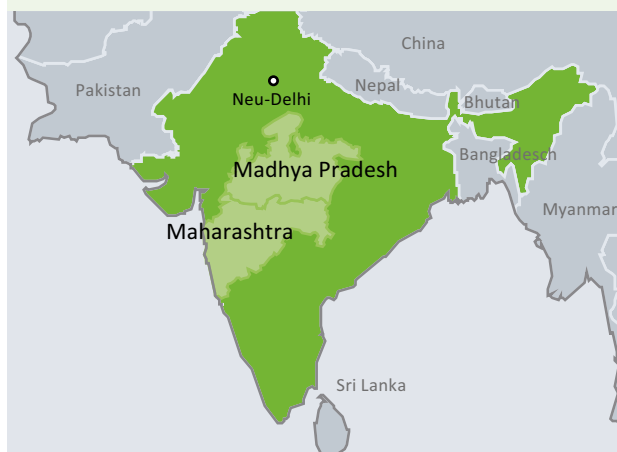 China
Pakistan
Nepal
Neu-Delhi
Bhutan
Bangladesch
Madhya Pradesh
Myanmar
Maharashtra
Sri Lanka